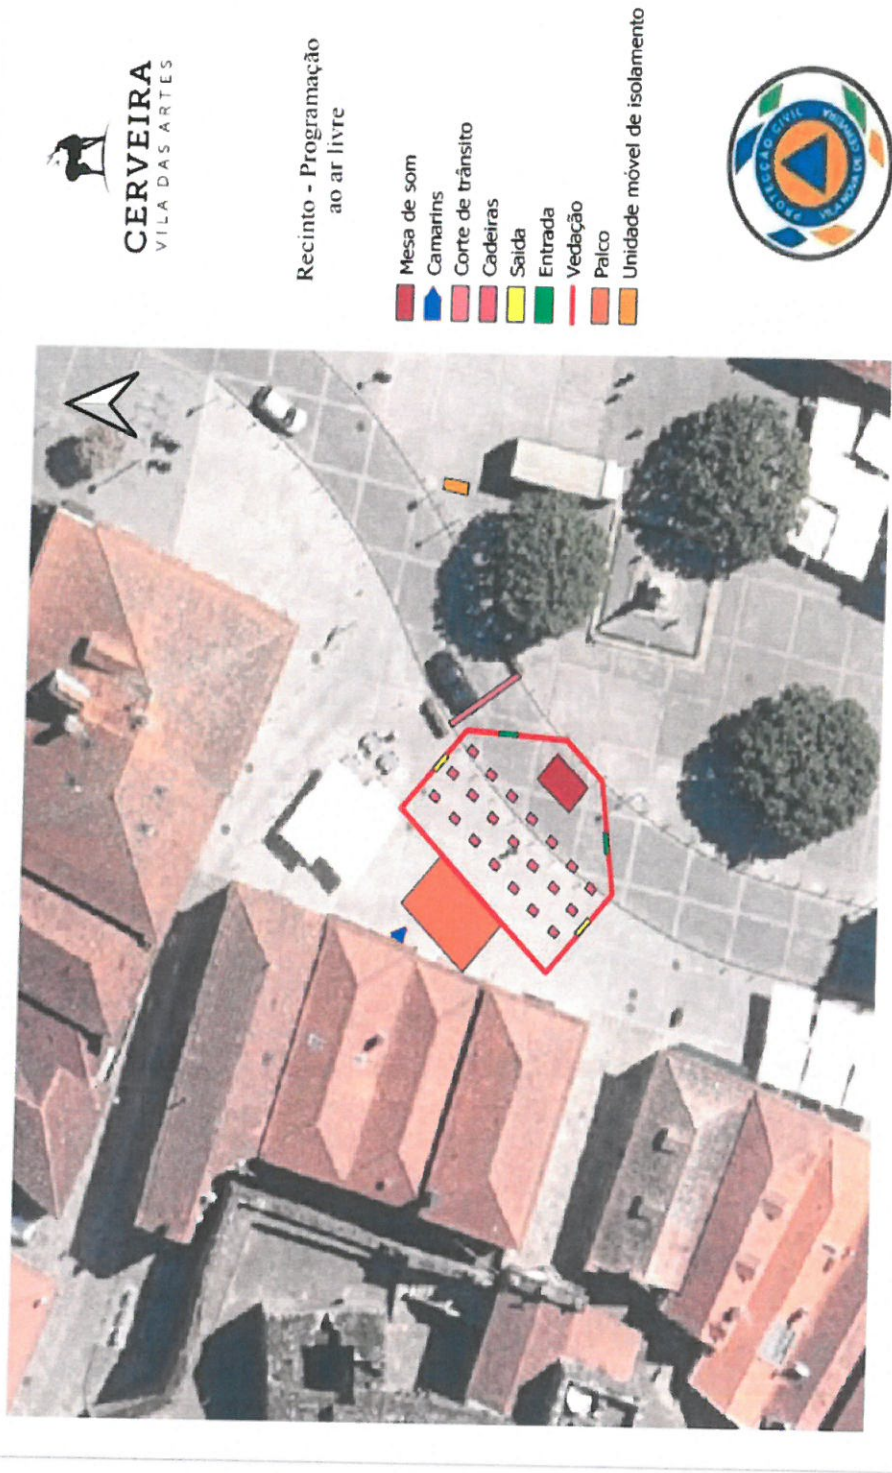 CERVEIRA
VILA DAS ARTES
Recinto - Programação
ao ar livre
Mesa de som
Camarins
Corte de trânsito
Cadeiras
Saída
Entrada
Vedação
Palco
Unidade móvel de isolamento
PROTECÇÃO CIVIL
VILA NOVA DE CERVEIRA